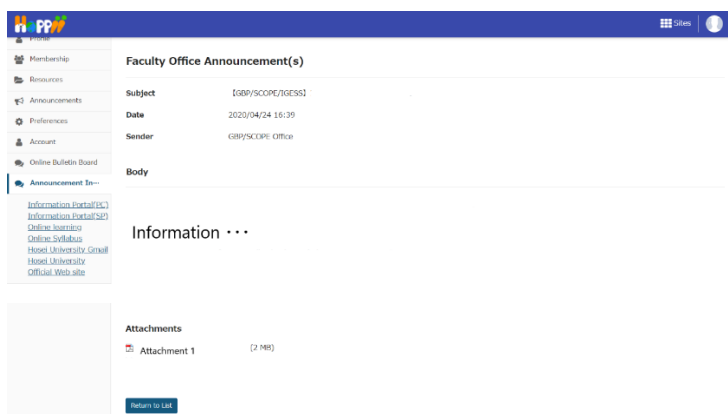 Hoppii
Sites
Profile
Membership
Resources
Announcements
Preferences
Account
Online Bulletin Board
Announcement In…
Information Portal(PC)
Information Portal(SP)
Online learning
Online Syllabus
Hosei University Gmail
Hosei University
Official Web site
Faculty Office Announcement(s)
Subject 【GBP/SCOPE/IGESS】
Date 2020/04/24 16:39
Sender GBP/SCOPE Office
Body
Information ・・・
Attachments
Attachment 1 (2 MB)
Return to List